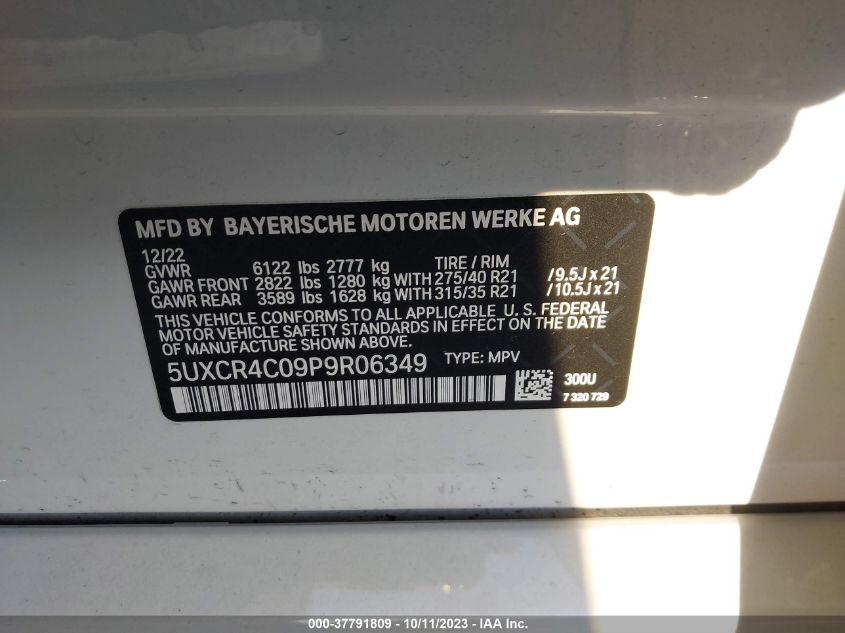 MFD BY BAYERISCHE MOTOREN WERKE AG
12/22
GVWR 6122 lbs 2777 kg TIRE / RIM
GAWR FRONT 2822 lbs 1280 kg WITH 275/40 R21 /9.5J x 21
GAWR REAR 3589 lbs 1628 kg WITH 315/35 R21 /10.5J x 21
THIS VEHICLE CONFORMS TO ALL APPLICABLE U. S. FEDERAL
MOTOR VEHICLE SAFETY STANDARDS IN EFFECT ON THE DATE
OF MANUFACTURE SHOWN ABOVE.
5UXCR4C09P9R06349 TYPE: MPV
300U
7 320 729
000-37791809 - 10/11/2023 - IAA Inc.